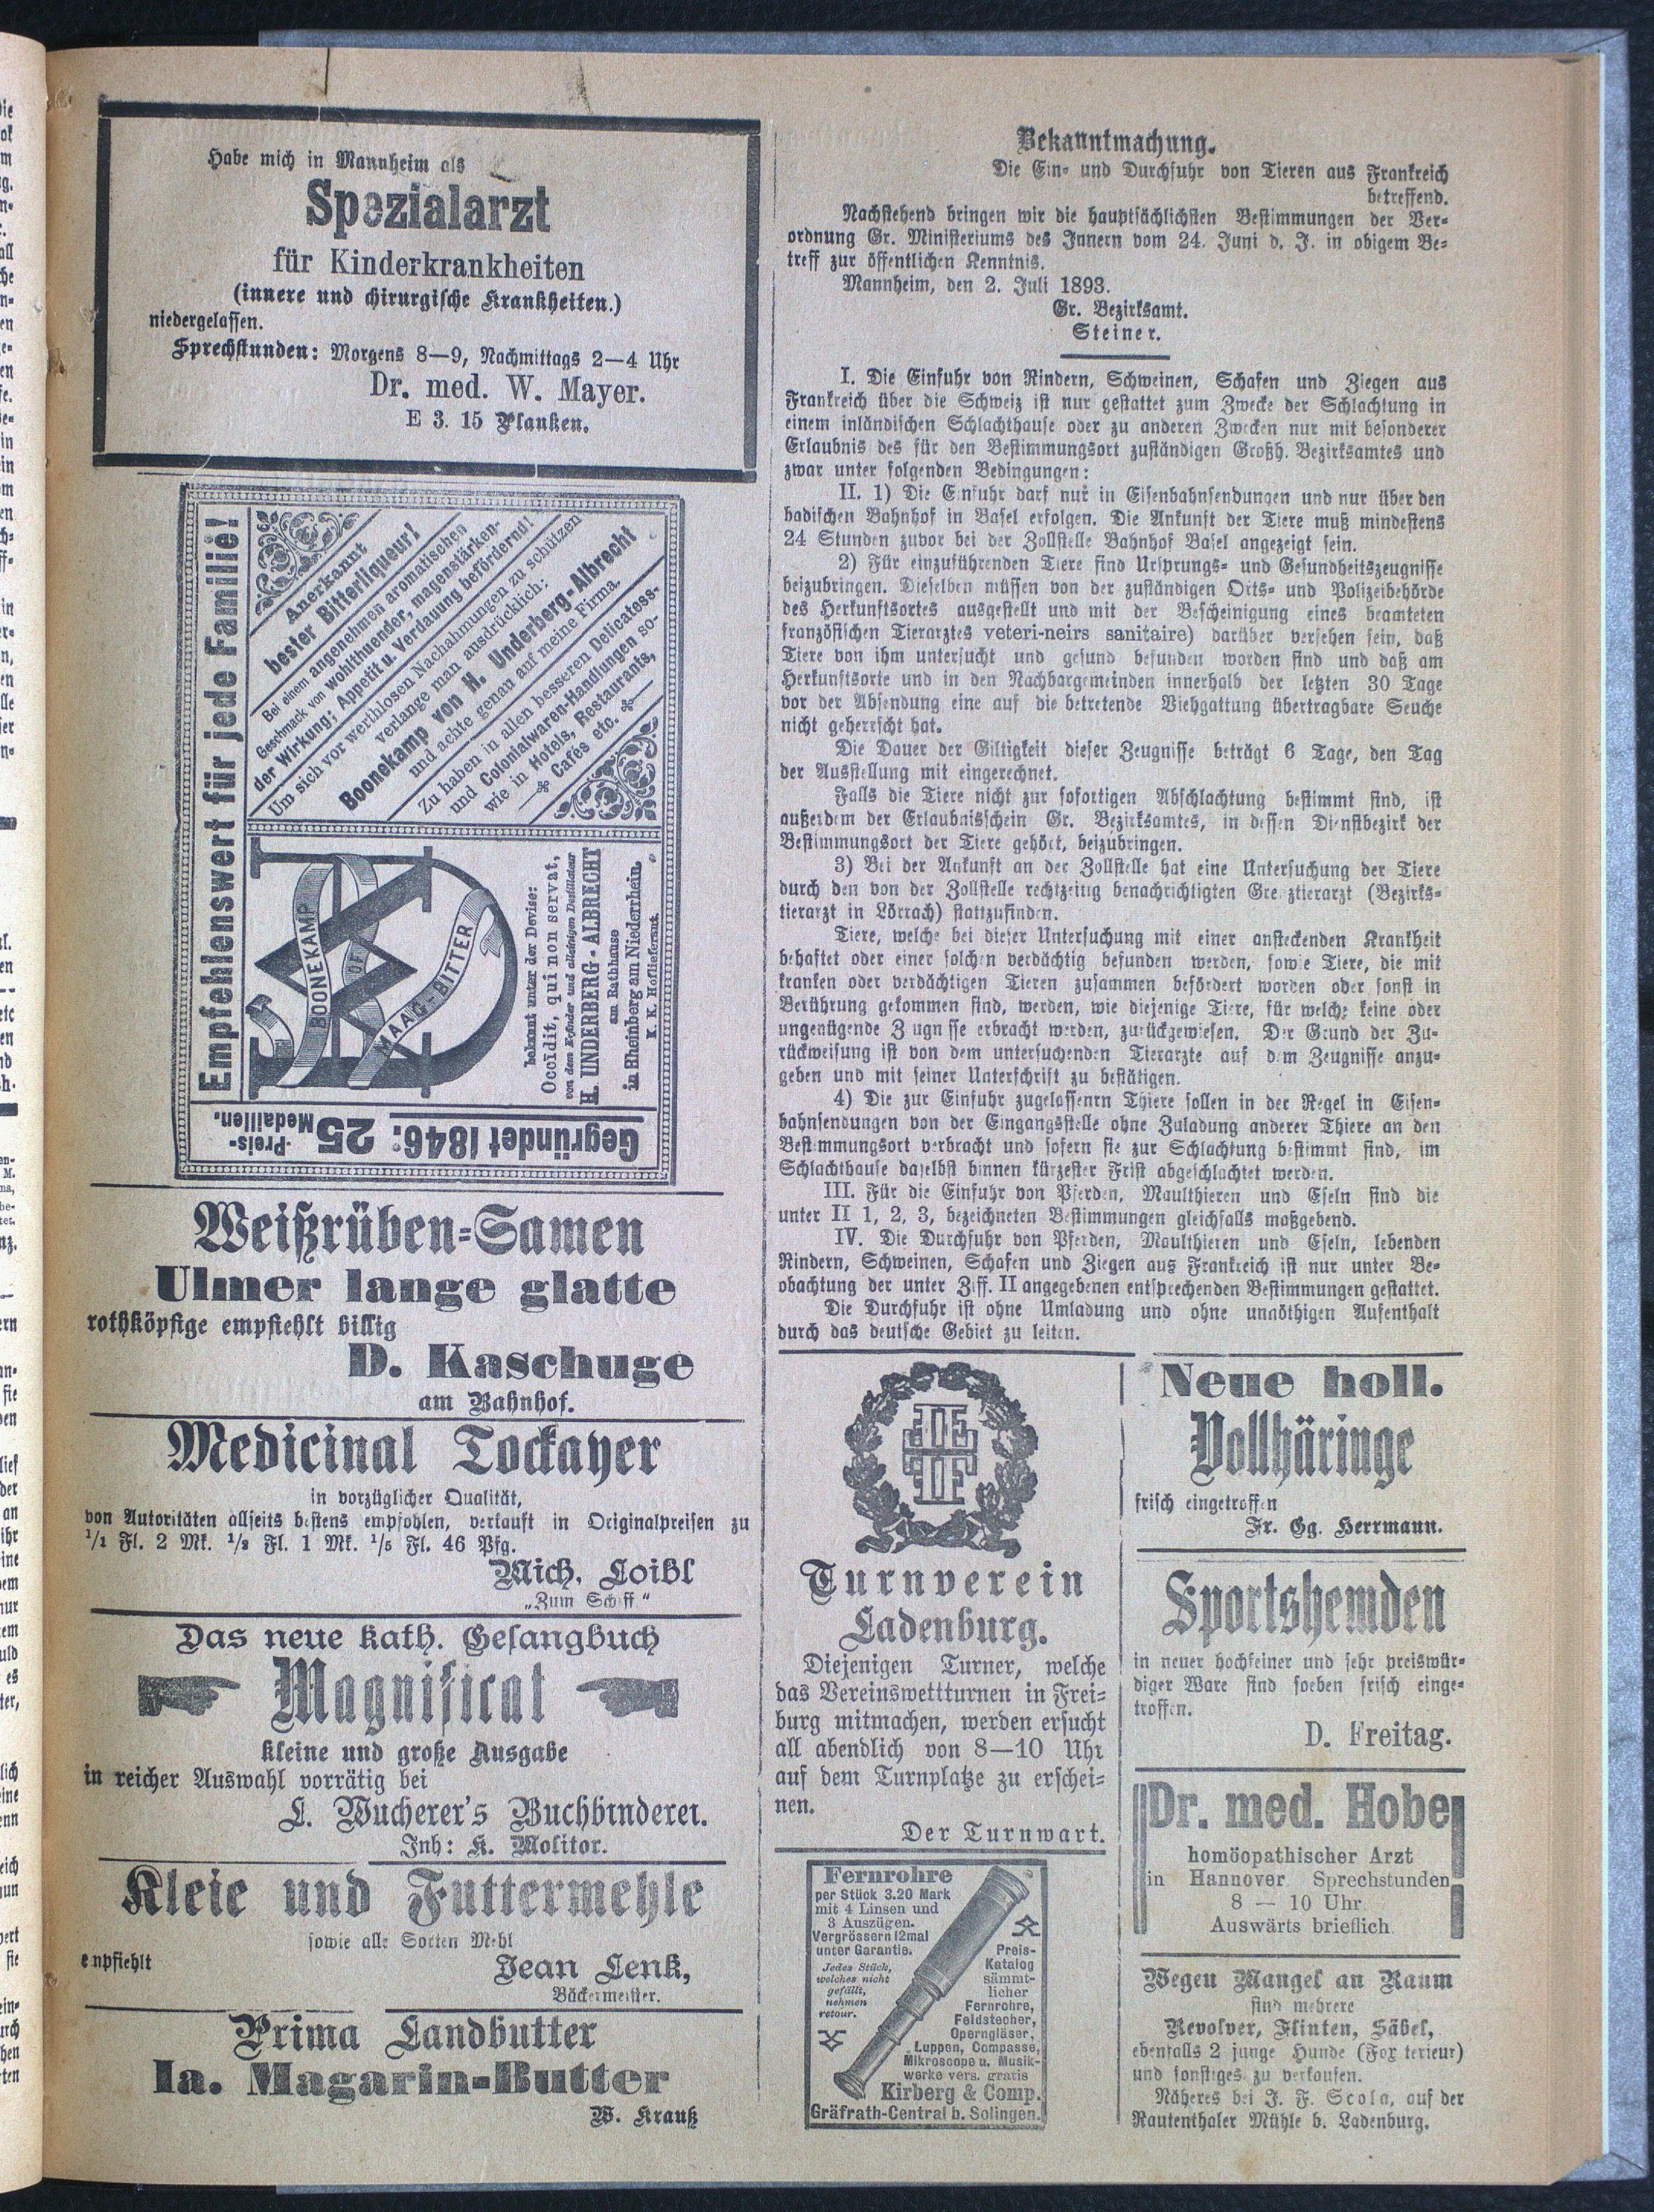 Habe mich in Mannheim als
Spezialarzt
für Kinderkrankheiten
(innere und chirurgische Krankheiten.)
niedergelassen.
Sprechstunden: Morgens 8—9, Nachmittags 2—4 Uhr
Dr. med. W. Mayer.
E 3. 15 Planken.
Empfehlenswert für jede Familie!
Anerkannt
bester Bitterliqueur!
Bei einem angenehmen aromatischen
Geschmack von wohlthuender, magenstärken-
der Wirkung; Appetit u. Verdauung befördernd!
Um sich vor werthlosen Nachahmungen zu schützen
verlange man ausdrücklich:
Boonekamp von H. Underberg-Albrecht
und achte genau auf meine Firma.
Zu haben in allen besseren Delicatess-
und Colonialwaren-Handlungen so-
wie in Hotels, Restaurants,
Cafés etc.
BOONEKAMP
OF
MAAG-BITTER
bekannt unter der Devise:
Occidit, qui non servat,
von dem Erfinder und alleinigen Destillateur
H. UNDERBERG-ALBRECHT
am Rathhause
in Rheinberg am Niederrhein.
K. K. Hoflieferant.
Gegründet 1846. 25 Preis-
Medaillen.
Weißrüben-Samen
Ulmer lange glatte
rothköpfige empfiehlt billig
D. Kaschuge
am Bahnhof.
Medicinal Tockayer
in vorzüglicher Qualität,
von Autoritäten allseits bestens empfohlen, verkauft in Originalpreisen zu
1/1 Fl. 2 Mk. 1/2 Fl. 1 Mk. 1/5 Fl. 46 Pfg.
Mich. Loibl
„Zum Schiff"
Das neue kath. Gesangbuch
Magnificat
kleine und große Ausgabe
in reicher Auswahl vorrätig bei
L. Wucherer's Buchbinderei.
Inh: K. Molitor.
Kleie und Futtermehle
sowie alle Sorten Mehl
empfiehlt
Jean Lenk,
Bäckermeister.
Prima Landbutter
Ia. Magarin-Butter
W. Krauß
Bekanntmachung.
Die Ein- und Durchfuhr von Tieren aus Frankreich
betreffend.
Nachstehend bringen wir die hauptsächlichsten Bestimmungen der Ver-
ordnung Gr. Ministeriums des Innern vom 24. Juni d. J. in obigem Be-
treff zur öffentlichen Kenntnis.
Mannheim, den 2. Juli 1893.
Gr. Bezirksamt.
Steiner.
I. Die Einfuhr von Rindern, Schweinen, Schafen und Ziegen aus
Frankreich über die Schweiz ist nur gestattet zum Zwecke der Schlachtung in
einem inländischen Schlachthause oder zu anderen Zwecken nur mit besonderer
Erlaubnis des für den Bestimmungsort zuständigen Großh. Bezirksamtes und
zwar unter folgenden Bedingungen:
II. 1) Die Einfuhr darf nur in Eisenbahnsendungen und nur über den
badischen Bahnhof in Basel erfolgen. Die Ankunft der Tiere muß mindestens
24 Stunden zuvor bei der Zollstelle Bahnhof Basel angezeigt sein.
2) Für einzuführenden Tiere sind Ursprungs- und Gesundheitszeugnisse
beizubringen. Dieselben müssen von der zuständigen Orts- und Polizeibehörde
des Herkunftsortes ausgestellt und mit der Bescheinigung eines beamteten
französischen Tierarztes veteri-neirs sanitaire) darüber versehen sein, daß
Tiere von ihm untersucht und gesund befunden worden sind und daß am
Herkunftsorte und in den Nachbargemeinden innerhalb der letzten 30 Tage
vor der Absendung eine auf die betretende Viehgattung übertragbare Seuche
nicht geherrscht hat.
Die Dauer der Giltigkeit dieser Zeugnisse beträgt 6 Tage, den Tag
der Ausstellung mit eingerechnet.
Falls die Tiere nicht zur sofortigen Abschlachtung bestimmt sind, ist
außerdem der Erlaubnisschein Gr. Bezirksamtes, in dessen Dienstbezirk der
Bestimmungsort der Tiere gehört, beizubringen.
3) Bei der Ankunft an der Zollstelle hat eine Untersuchung der Tiere
durch den von der Zollstelle rechtzeitig benachrichtigten Grenztierarzt (Bezirks-
tierarzt in Lörrach) stattzufinden.
Tiere, welche bei dieser Untersuchung mit einer ansteckenden Krankheit
behaftet oder einer solchen verdächtig befunden werden, sowie Tiere, die mit
kranken oder verdächtigen Tieren zusammen befördert worden oder sonst in
Berührung gekommen sind, werden, wie diejenige Tiere, für welche keine oder
ungenügende Zeugnisse erbracht werden, zurückgewiesen. Der Grund der Zu-
rückweisung ist von dem untersuchenden Tierarzte auf dem Zeugnisse anzu-
geben und mit seiner Unterschrift zu bestätigen.
4) Die zur Einfuhr zugelassenrn Thiere sollen in der Regel in Eisen-
bahnsendungen von der Eingangsstelle ohne Zuladung anderer Thiere an den
Bestimmungsort verbracht und sofern sie zur Schlachtung bestimmt sind, im
Schlachthause daselbst binnen kürzester Frist abgeschlachtet werden.
III. Für die Einfuhr von Pferden, Maulthieren und Eseln sind die
unter II 1, 2, 3, bezeichneten Bestimmungen gleichfalls maßgebend.
IV. Die Durchfuhr von Pferden, Maulthieren und Eseln, lebenden
Rindern, Schweinen, Schafen und Ziegen aus Frankreich ist nur unter Be-
obachtung der unter Ziff. II angegebenen entsprechenden Bestimmungen gestattet.
Die Durchfuhr ist ohne Umladung und ohne unnöthigen Aufenthalt
durch das deutsche Gebiet zu leiten.
Turnverein
Ladenburg.
Diejenigen Turner, welche
das Vereinswettturnen in Frei-
burg mitmachen, werden ersucht
all abendlich von 8—10 Uhr
auf dem Turnplatze zu erschei-
nen.
Der Turnwart.
Fernrohre
per Stück 3.20 Mark
mit 4 Linsen und
3 Auszügen.
Vergrössern 12mal
unter Garantie.
Jedes Stück,
welches nicht
gefällt,
nehmen
retour.
Preis-
Katalog
sämmt-
licher
Fernrohre,
Feldstecher,
Operngläser,
Luppen, Compasse,
Mikroscope u. Musik-
werke vers. gratis
Kirberg & Comp.
Gräfrath-Central b. Solingen.
Neue holl.
Vollhäringe
frisch eingetroffen
Fr. Gg. Herrmann.
Sportshemden
in neuer hochfeiner und sehr preiswür-
diger Ware sind soeben frisch einge-
troffen.
D. Freitag.
Dr. med. Hobe
homöopathischer Arzt
in Hannover Sprechstunden
8 — 10 Uhr
Auswärts brieflich
Wegen Mangel an Raum
sind mehrere
Revolver, Flinten, Säbel,
ebenfalls 2 junge Hunde (Fox terieur)
und sonstiges zu verkaufen.
Näheres bei J. F. Scola, auf der
Rautenthaler Mühle b. Ladenburg.